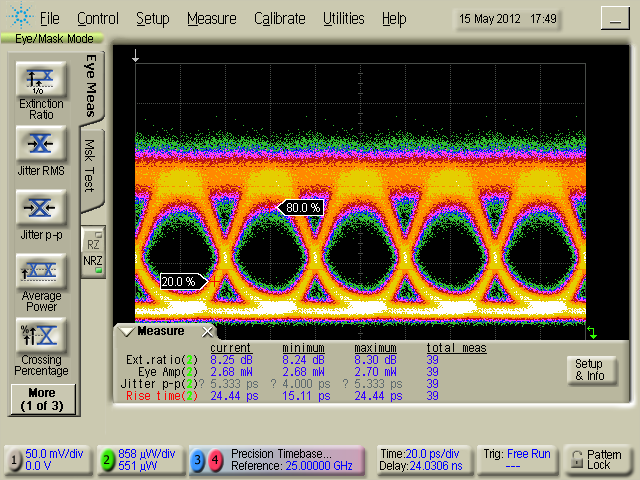 File Control Setup Measure Calibrate Utilities Help
15 May 2012 17:49
Eye/Mask Mode
Eye Meas
Msk Test
1/0
Extinction
Ratio
Jitter RMS
Jitter p-p
RZ
NRZ
Average
Power
%
Crossing
Percentage
More
(1 of 3)
80.0 %
20.0 %
Measure
current minimum maximum total meas
Ext.ratio(2) 8.25 dB 8.24 dB 8.30 dB 39
Eye Amp(2) 2.68 mW 2.68 mW 2.70 mW 39
Jitter p-p(2) ? 5.333 ps ? 4.000 ps ? 5.333 ps 39
Rise time(2) 24.44 ps 15.11 ps 24.44 ps 39
Setup
& Info
1 50.0 mV/div
0.0 V
2 858 µW/div
551 µW
3 4 Precision Timebase...
Reference: 25.00000 GHz
Time:20.0 ps/div
Delay:24.0306 ns
Trig: Free Run
---
Pattern
Lock